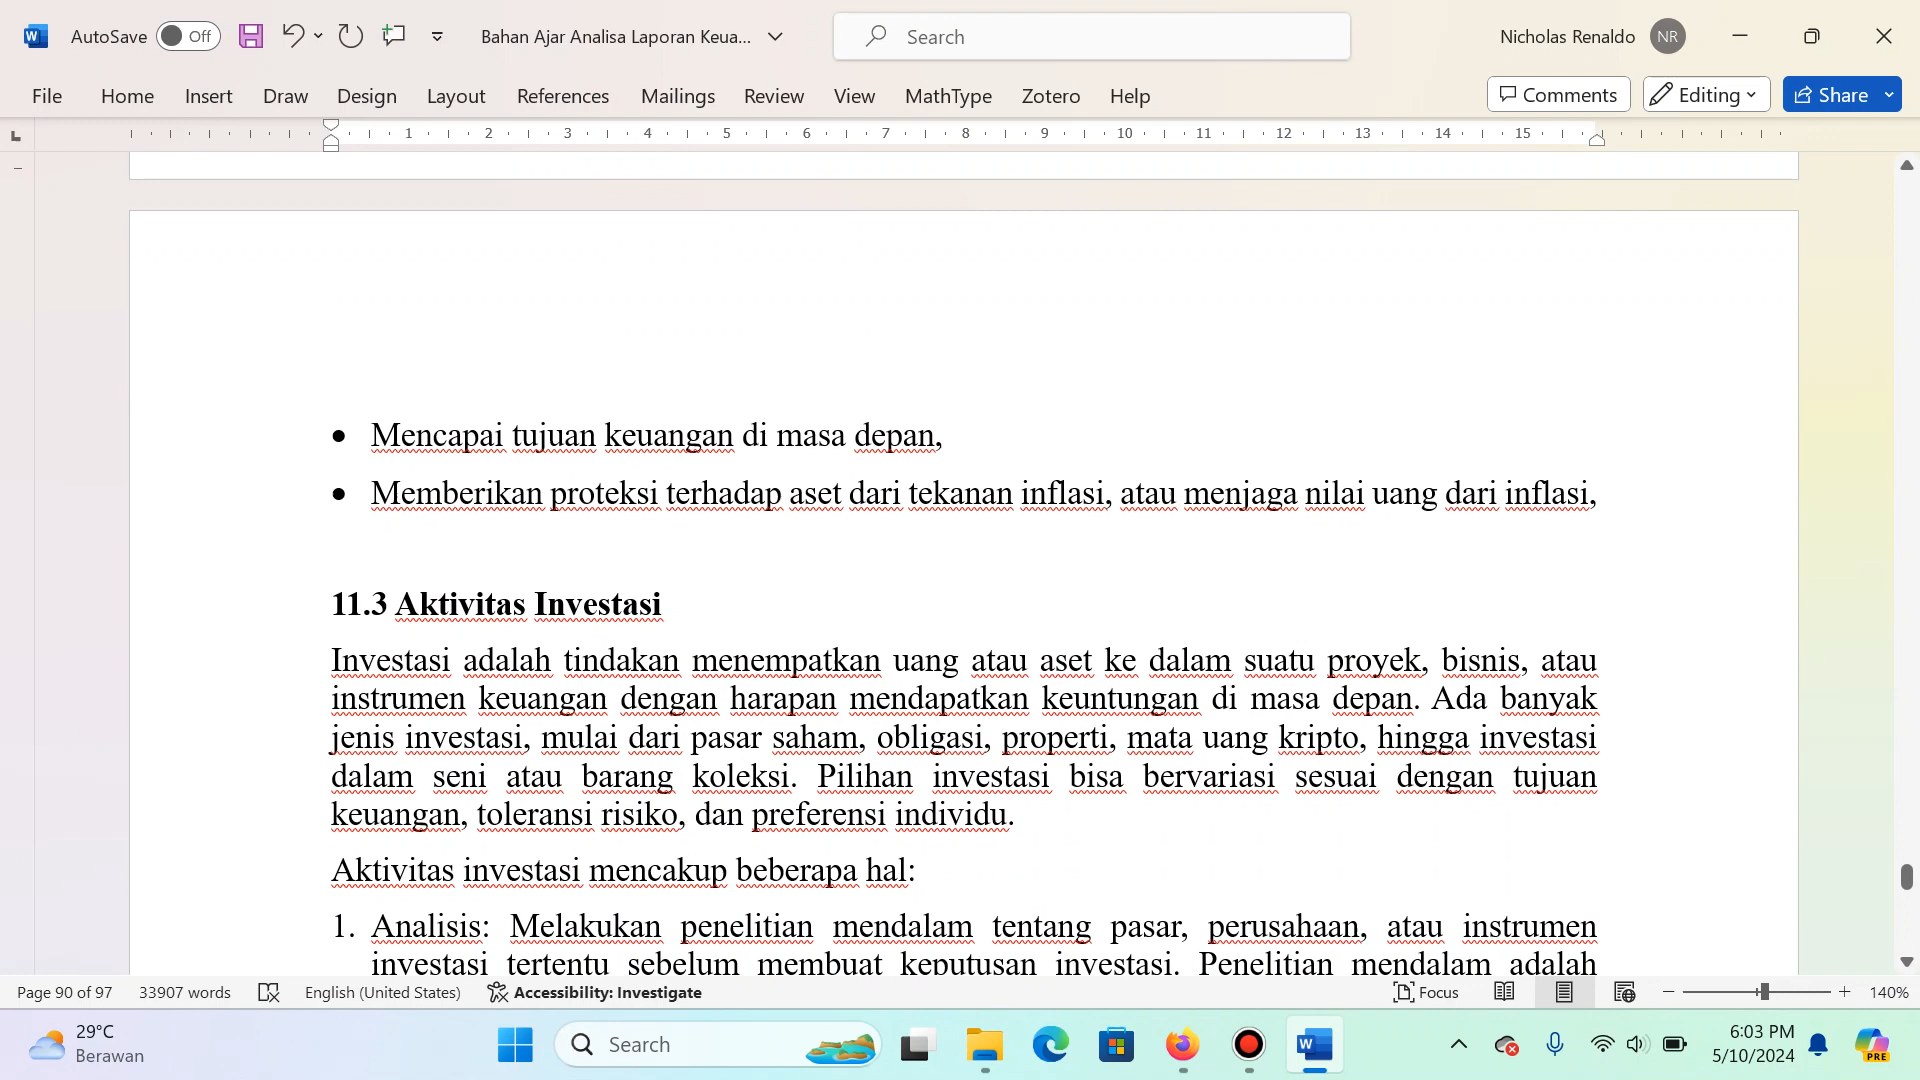 AutoSave Off Bahan Ajar Analisa Laporan Keua... Search Nicholas Renaldo NR
File Home Insert Draw Design Layout References Mailings Review View MathType Zotero Help Comments Editing Share
1 2 3 4 5 6 7 8 9 10 11 12 13 14 15
• Mencapai tujuan keuangan di masa depan,
• Memberikan proteksi terhadap aset dari tekanan inflasi, atau menjaga nilai uang dari inflasi,
11.3 Aktivitas Investasi
Investasi adalah tindakan menempatkan uang atau aset ke dalam suatu proyek, bisnis, atau
instrumen keuangan dengan harapan mendapatkan keuntungan di masa depan. Ada banyak
jenis investasi, mulai dari pasar saham, obligasi, properti, mata uang kripto, hingga investasi
dalam seni atau barang koleksi. Pilihan investasi bisa bervariasi sesuai dengan tujuan
keuangan, toleransi risiko, dan preferensi individu.
Aktivitas investasi mencakup beberapa hal:
1. Analisis: Melakukan penelitian mendalam tentang pasar, perusahaan, atau instrumen
investasi tertentu sebelum membuat keputusan investasi. Penelitian mendalam adalah
Page 90 of 97 33907 words English (United States) Accessibility: Investigate Focus 140%
29°C
Berawan
Search
6:03 PM
5/10/2024
PRE